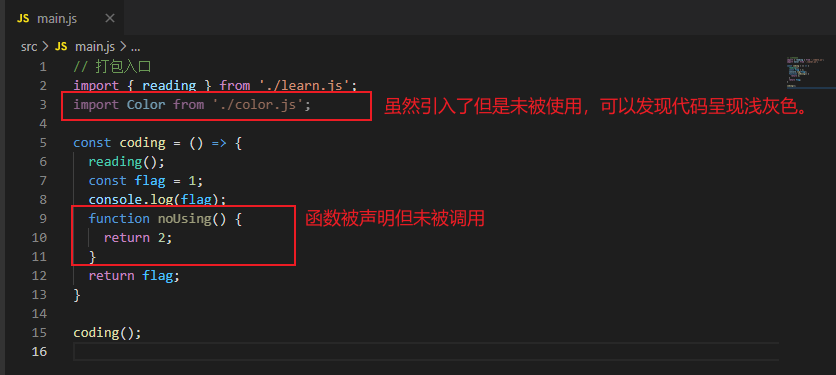 JS main.js ×
src > JS main.js > ...
1 // 打包入口
2 import { reading } from './learn.js';
3 import Color from './color.js'; 虽然引入了但是未被使用，可以发现代码呈现浅灰色。
4
5 const coding = () => {
6 reading();
7 const flag = 1;
8 console.log(flag);
9 function noUsing() { 函数被声明但未被调用
10 return 2;
11 }
12 return flag;
13 }
14
15 coding();
16